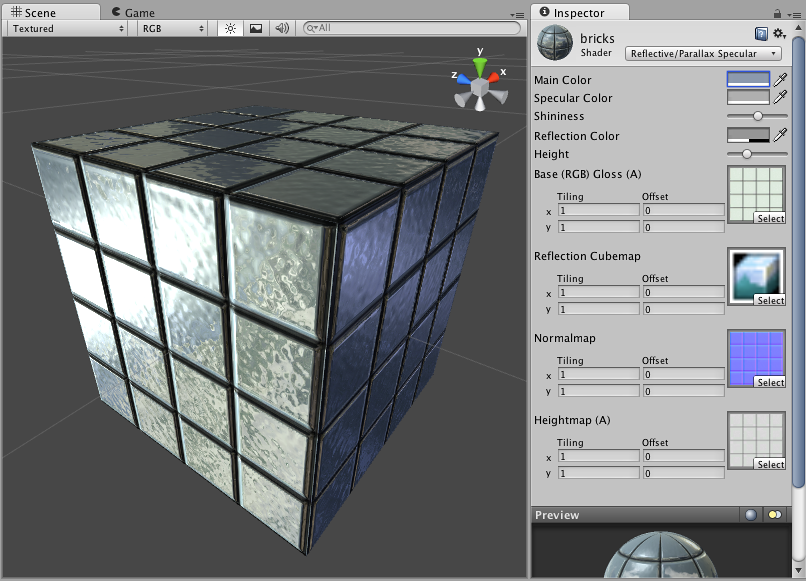 Scene
Game
Textured
RGB
All
y
x
z
Inspector
bricks
Shader
Reflective/Parallax Specular
Main Color
Specular Color
Shininess
Reflection Color
Height
Base (RGB) Gloss (A)
Tiling Offset
x 1 0
y 1 0
Select
Reflection Cubemap
Tiling Offset
x 1 0
y 1 0
Select
Normalmap
Tiling Offset
x 1 0
y 1 0
Select
Heightmap (A)
Tiling Offset
x 1 0
y 1 0
Select
Preview